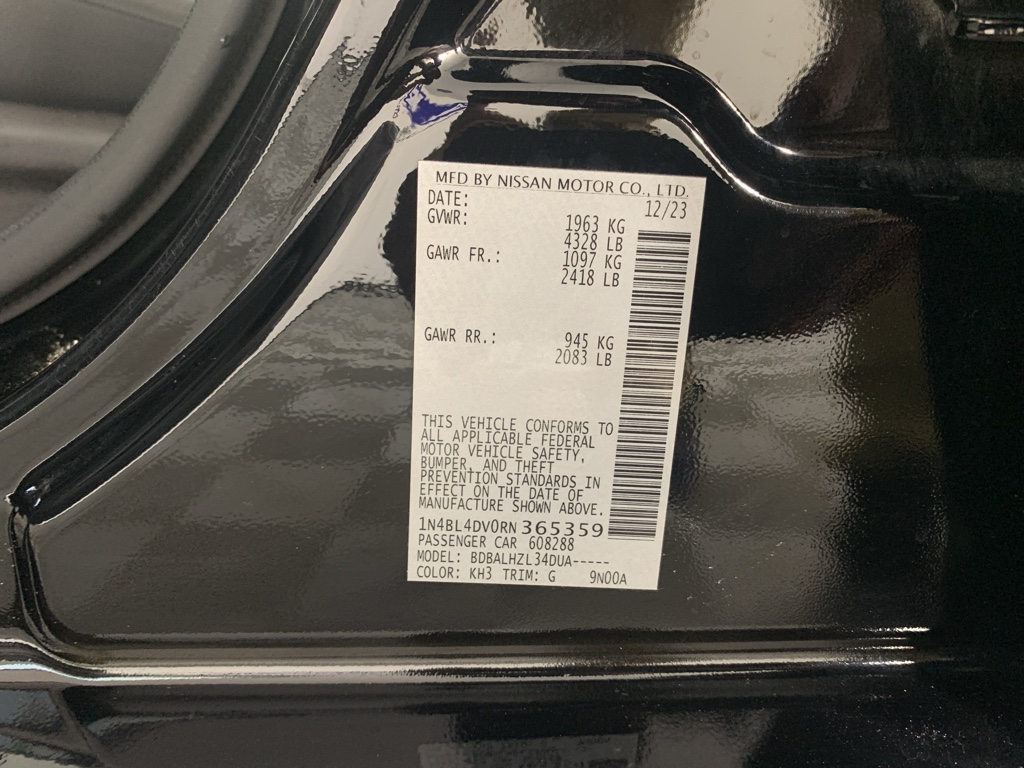 MFD BY NISSAN MOTOR CO., LTD.
DATE: 12/23
GVWR: 1963 KG
4328 LB
GAWR FR.: 1097 KG
2418 LB
GAWR RR.: 945 KG
2083 LB
THIS VEHICLE CONFORMS TO
ALL APPLICABLE FEDERAL
MOTOR VEHICLE SAFETY,
BUMPER, AND THEFT
PREVENTION STANDARDS IN
EFFECT ON THE DATE OF
MANUFACTURE SHOWN ABOVE.
1N4BL4DV0RN365359
PASSENGER CAR 608288
MODEL: BDBALHZL34DUA-----
COLOR: KH3 TRIM: G 9N00A